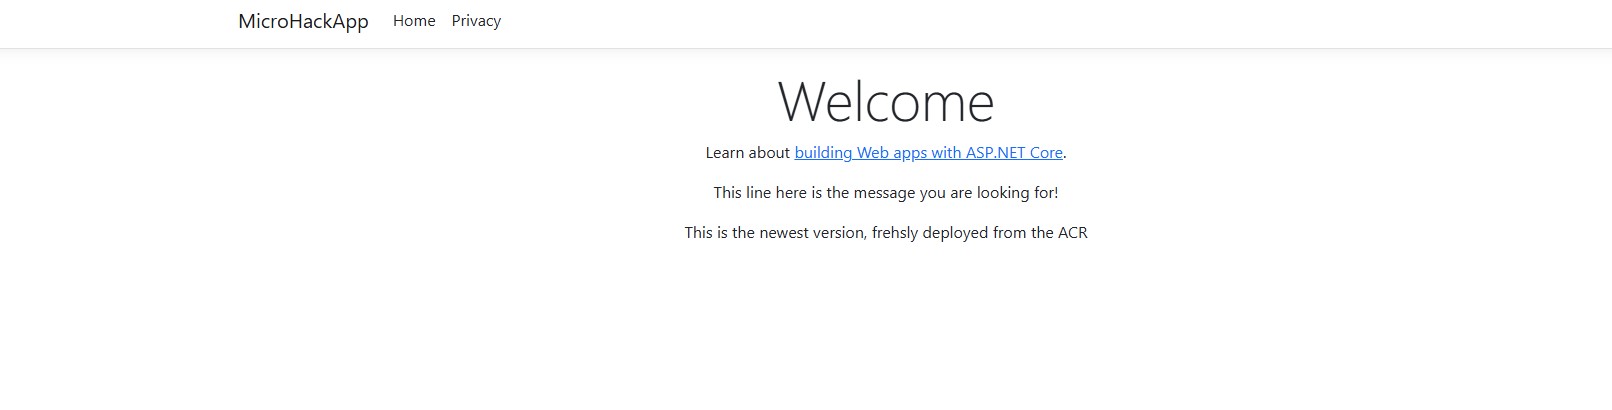 MicroHackApp Home Privacy
Welcome
Learn about building Web apps with ASP.NET Core.
This line here is the message you are looking for!
This is the newest version, frehsly deployed from the ACR